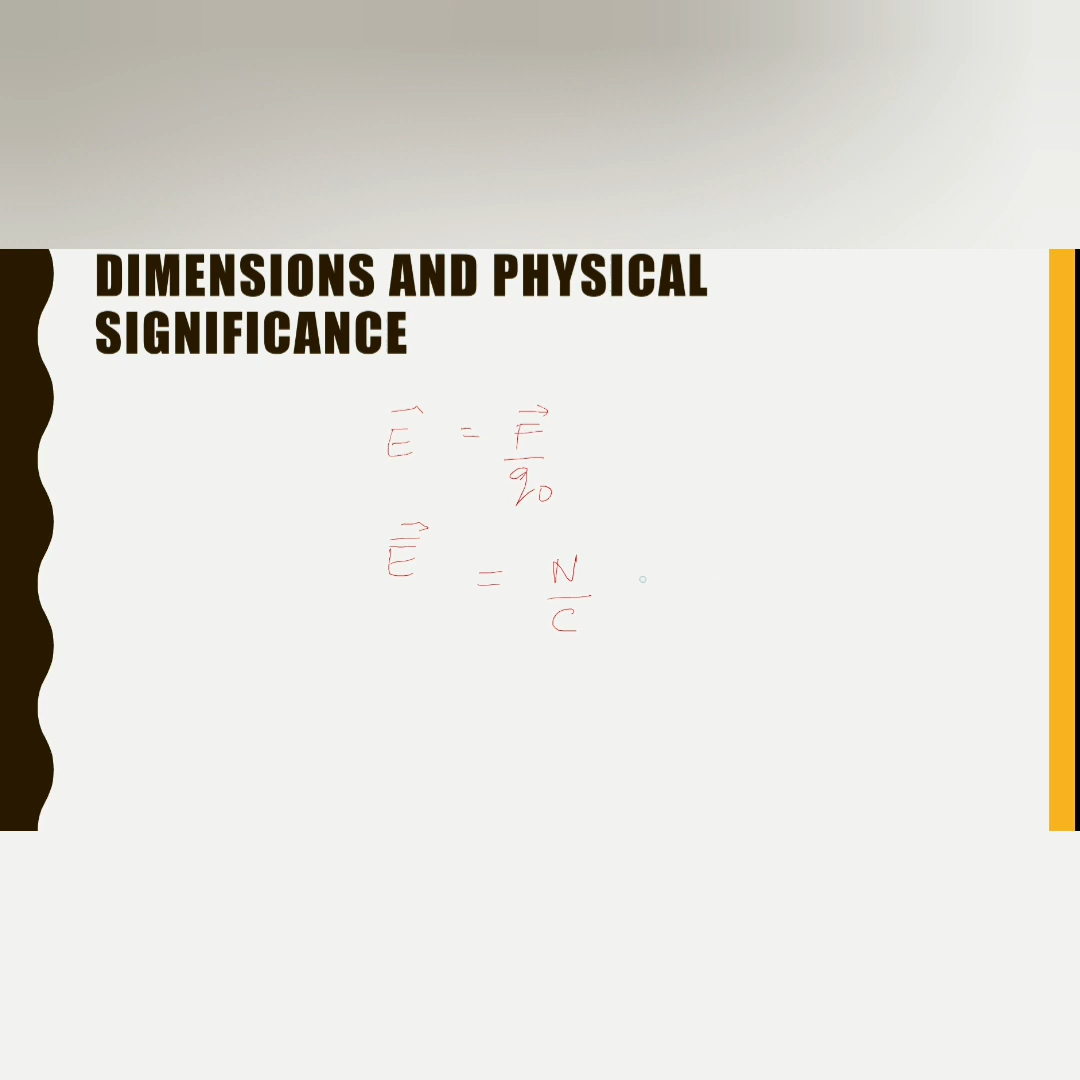 DIMENSIONS AND PHYSICAL
SIGNIFICANCE
E⃗ = F⃗ / q₀
E⃗ = N / C